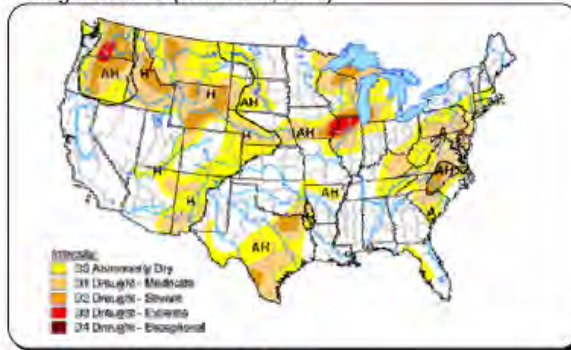 AH
H
H
AH
H
AH
A
H
AH
H
AH
A
AH
Intensity:
D0 Abnormally Dry
D1 Drought - Moderate
D2 Drought - Severe
D3 Drought - Extreme
D4 Drought - Exceptional